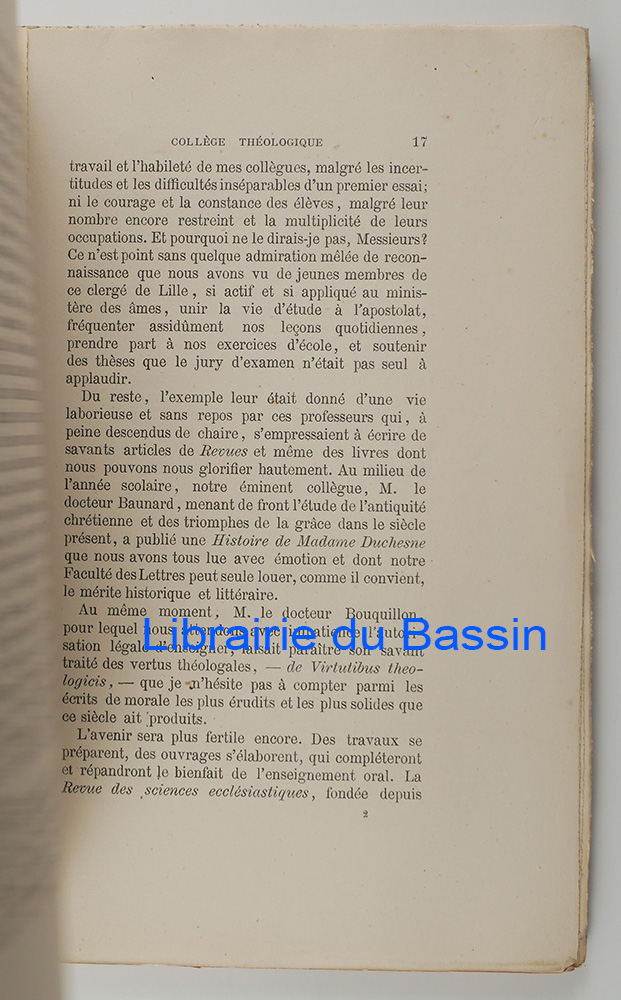 COLLÈGE THÉOLOGIQUE 17
travail et l'habileté de mes collègues, malgré les incer-
titudes et les difficultés inséparables d'un premier essai;
ni le courage et la constance des élèves, malgré leur
nombre encore restreint et la multiplicité de leurs
occupations. Et pourquoi ne le dirais-je pas, Messieurs?
Ce n'est point sans quelque admiration mêlée de recon-
naissance que nous avons vu de jeunes membres de
ce clergé de Lille, si actif et si appliqué au minis-
tère des âmes, unir la vie d'étude à l'apostolat,
fréquenter assidûment nos leçons quotidiennes,
prendre part à nos exercices d'école, et soutenir
des thèses que le jury d'examen n'était pas seul à
applaudir.
Du reste, l'exemple leur était donné d'une vie
laborieuse et sans repos par ces professeurs qui, à
peine descendus de chaire, s'empressaient à écrire de
savants articles de Revues et même des livres dont
nous pouvons nous glorifier hautement. Au milieu de
l'année scolaire, notre éminent collègue, M. le
docteur Baunard, menant de front l'étude de l'antiquité
chrétienne et des triomphes de la grâce dans le siècle
présent, a publié une Histoire de Madame Duchesne
que nous avons tous lue avec émotion et dont notre
Faculté des Lettres peut seule louer, comme il convient,
le mérite historique et littéraire.
Au même moment, M. le docteur Bouquillon,
pour lequel nous attendons avec impatience l'autori-
sation légale d'enseigner, faisait paraître son savant
traité des vertus théologales, — de Virtutibus theo-
logicis, — que je n'hésite pas à compter parmi les
écrits de morale les plus érudits et les plus solides que
ce siècle ait produits.
L'avenir sera plus fertile encore. Des travaux se
préparent, des ouvrages s'élaborent, qui compléteront
et répandront le bienfait de l'enseignement oral. La
Revue des sciences ecclésiastiques, fondée depuis
2
Librairie du Bassin